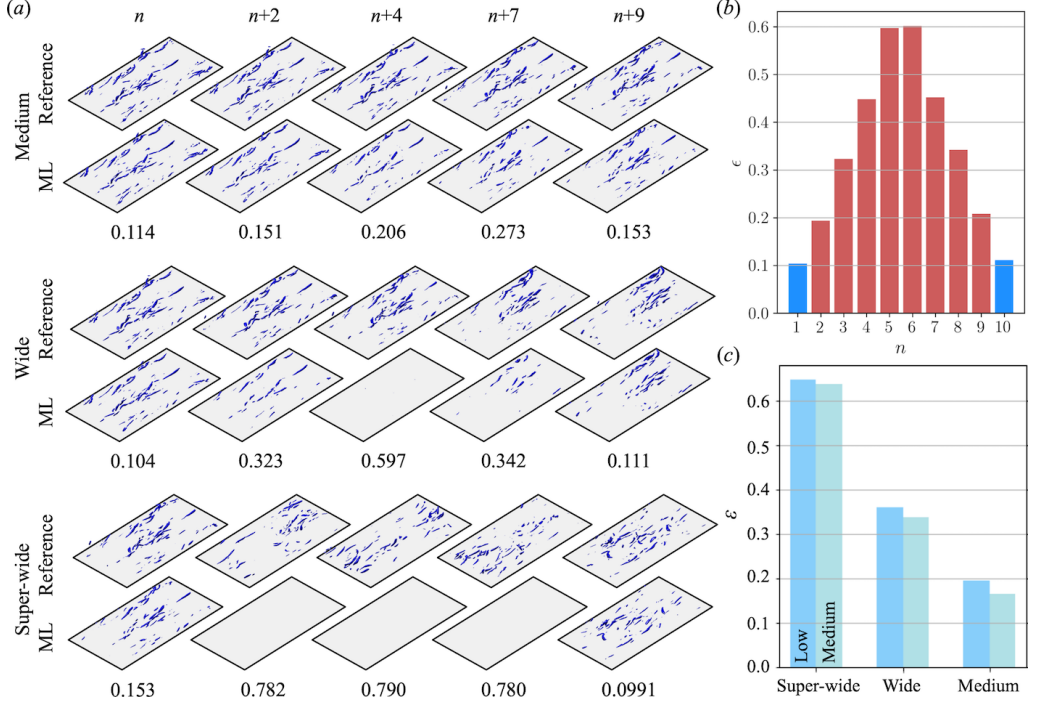 (a)
n n+2 n+4 n+7 n+9
Medium
Reference
ML
0.114 0.151 0.206 0.273 0.153
Wide
Reference
ML
0.104 0.323 0.597 0.342 0.111
Super-wide
Reference
ML
0.153 0.782 0.790 0.780 0.0991
(b)
0.6
0.5
0.4
0.3
0.2
0.1
0.0
ϵ
1 2 3 4 5 6 7 8 9 10
n
(c)
0.6
0.5
0.4
0.3
0.2
0.1
0.0
ε
Low
Medium
Super-wide Wide Medium